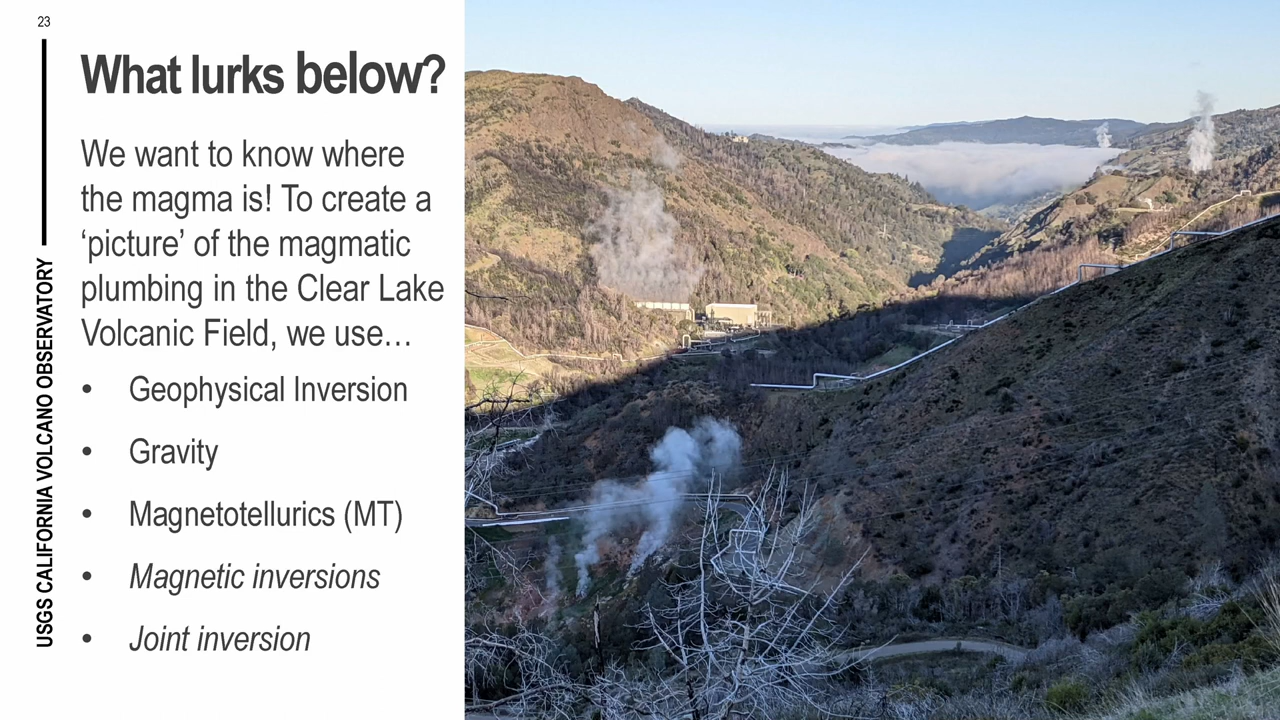 23
USGS CALIFORNIA VOLCANO OBSERVATORY
What lurks below?
We want to know where
the magma is! To create a
‘picture’ of the magmatic
plumbing in the Clear Lake
Volcanic Field, we use…
• Geophysical Inversion
• Gravity
• Magnetotellurics (MT)
• Magnetic inversions
• Joint inversion